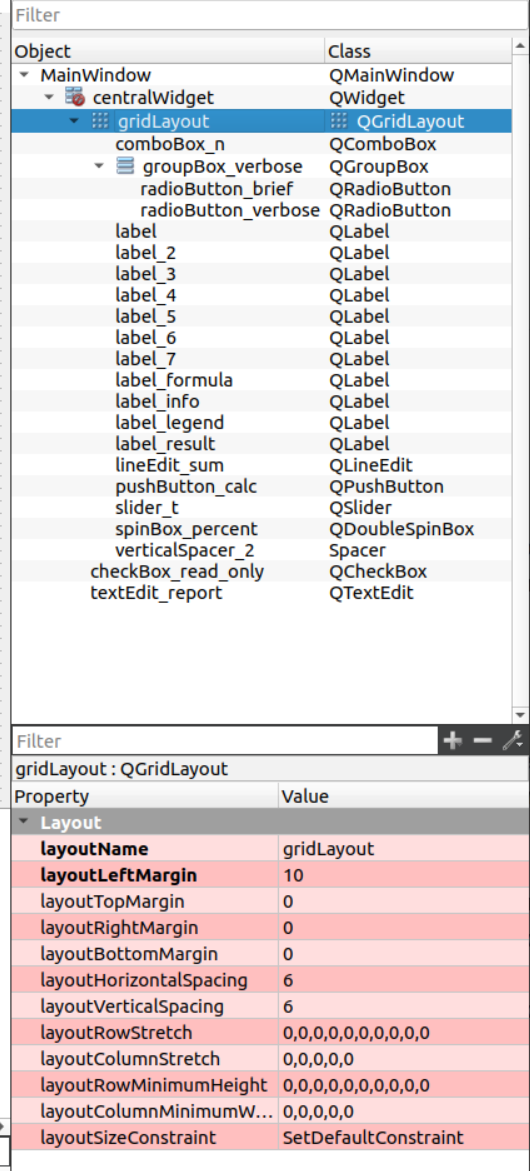 Filter
Object Class
MainWindow QMainWindow
centralWidget QWidget
gridLayout QGridLayout
comboBox_n QComboBox
groupBox_verbose QGroupBox
radioButton_brief QRadioButton
radioButton_verbose QRadioButton
label QLabel
label_2 QLabel
label_3 QLabel
label_4 QLabel
label_5 QLabel
label_6 QLabel
label_7 QLabel
label_formula QLabel
label_info QLabel
label_legend QLabel
label_result QLabel
lineEdit_sum QLineEdit
pushButton_calc QPushButton
slider_t QSlider
spinBox_percent QDoubleSpinBox
verticalSpacer_2 Spacer
checkBox_read_only QCheckBox
textEdit_report QTextEdit
Filter
gridLayout : QGridLayout
Property Value
Layout
layoutName gridLayout
layoutLeftMargin 10
layoutTopMargin 0
layoutRightMargin 0
layoutBottomMargin 0
layoutHorizontalSpacing 6
layoutVerticalSpacing 6
layoutRowStretch 0,0,0,0,0,0,0,0,0,0
layoutColumnStretch 0,0,0,0,0
layoutRowMinimumHeight 0,0,0,0,0,0,0,0,0,0
layoutColumnMinimumW... 0,0,0,0,0
layoutSizeConstraint SetDefaultConstraint